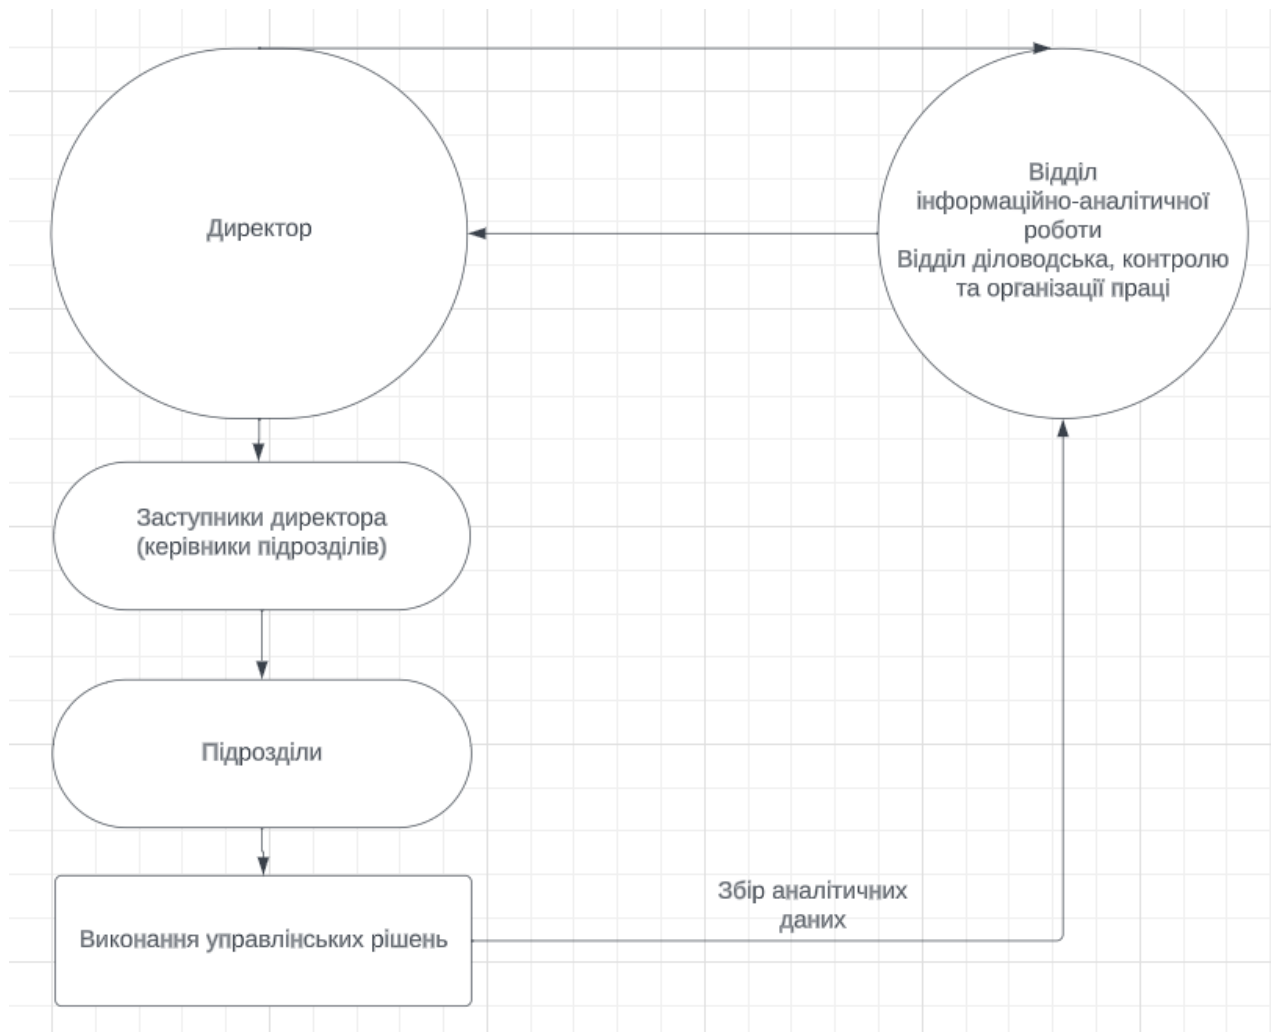 Директор
Відділ
інформаційно-аналітичної
роботи
Відділ діловодська, контролю
та організації праці
Заступники директора
(керівники підрозділів)
Підрозділи
Виконання управлінських рішень
Збір аналітичних
даних